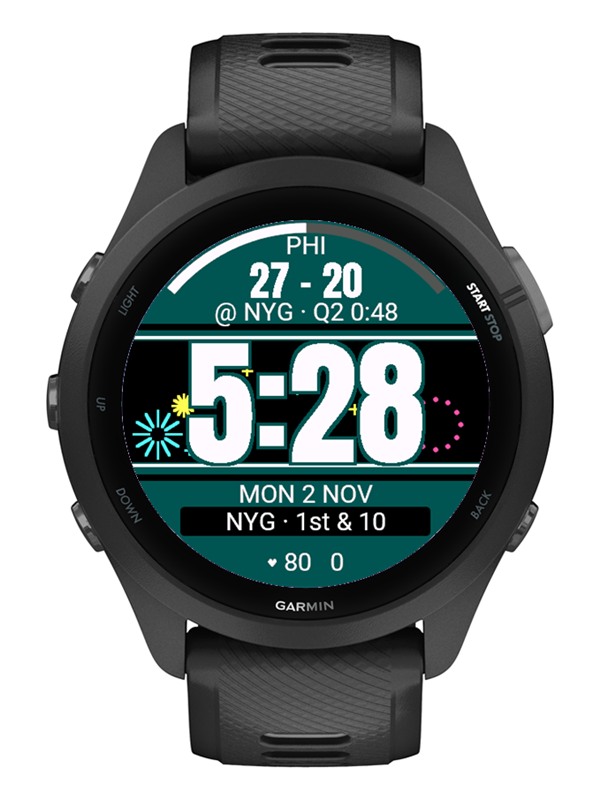 PHI
27 - 20
@ NYG · Q2 0:48
START STOP
LIGHT
5:28
UP
MON 2 NOV
DOWN
BACK
NYG · 1st & 10
♥ 80 0
GARMIN